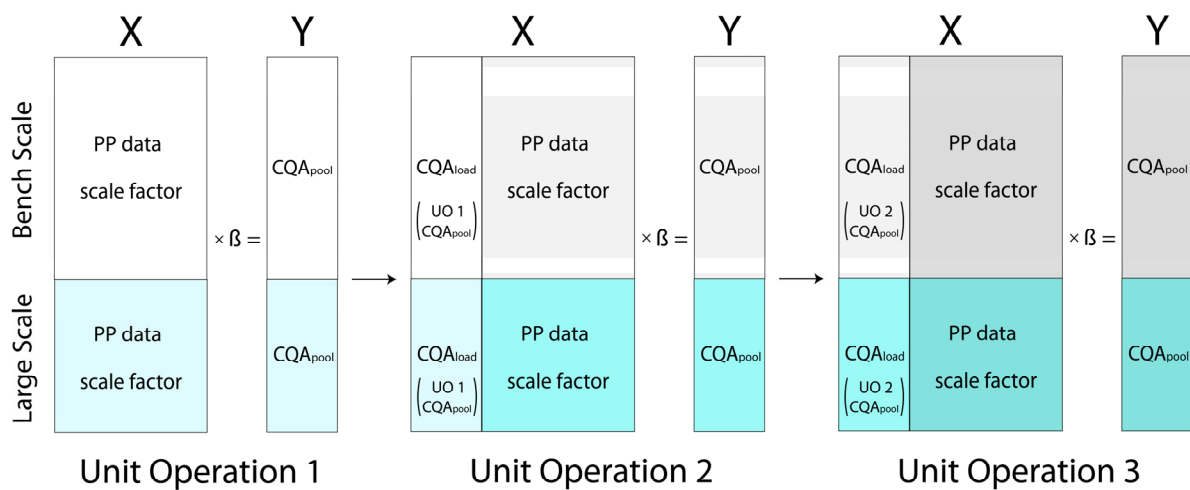 X Y X Y X Y
Bench Scale
PP data
scale factor
CQApool
× ß =
CQAload
(UO 1
CQApool)
PP data
scale factor
CQApool
× ß =
CQAload
(UO 2
CQApool)
PP data
scale factor
CQApool
× ß =
Large Scale
PP data
scale factor
CQApool
CQAload
(UO 1
CQApool)
PP data
scale factor
CQApool
CQAload
(UO 2
CQApool)
PP data
scale factor
CQApool
Unit Operation 1
Unit Operation 2
Unit Operation 3